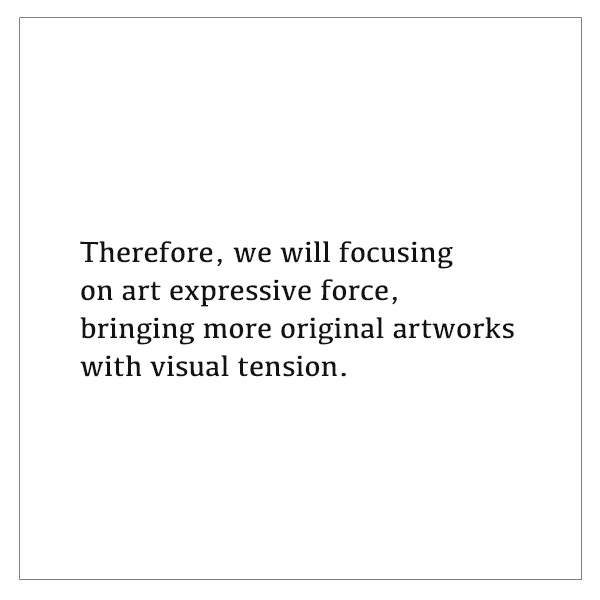 Therefore, we will focusing
on art expressive force,
bringing more original artworks
with visual tension.